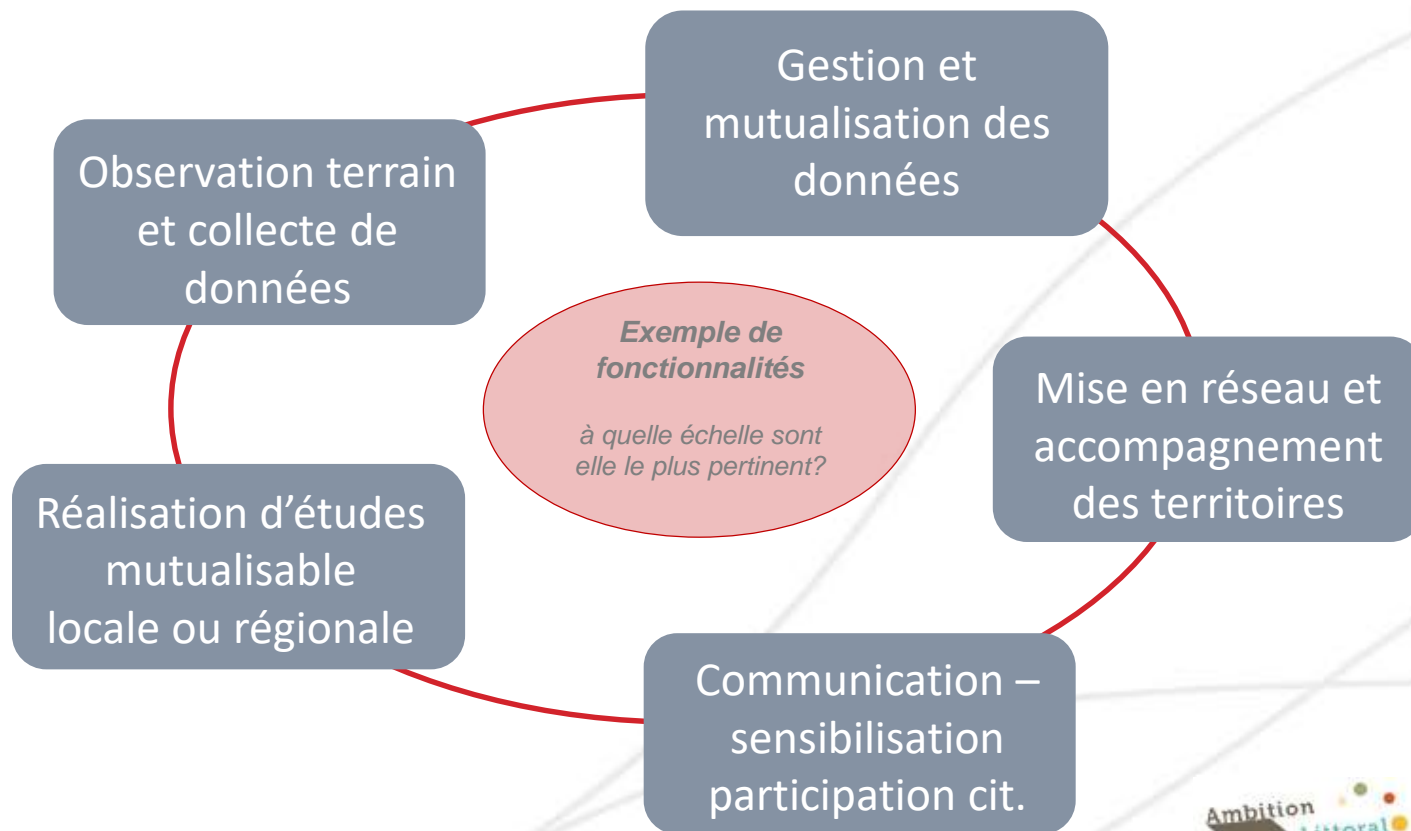 Gestion et
mutualisation des
données
Observation terrain
et collecte de
données
Exemple de
fonctionnalités
à quelle échelle sont
elle le plus pertinent?
Mise en réseau et
accompagnement
des territoires
Réalisation d’études
mutualisable
locale ou régionale
Communication –
sensibilisation
participation cit.
Ambition
Littoral